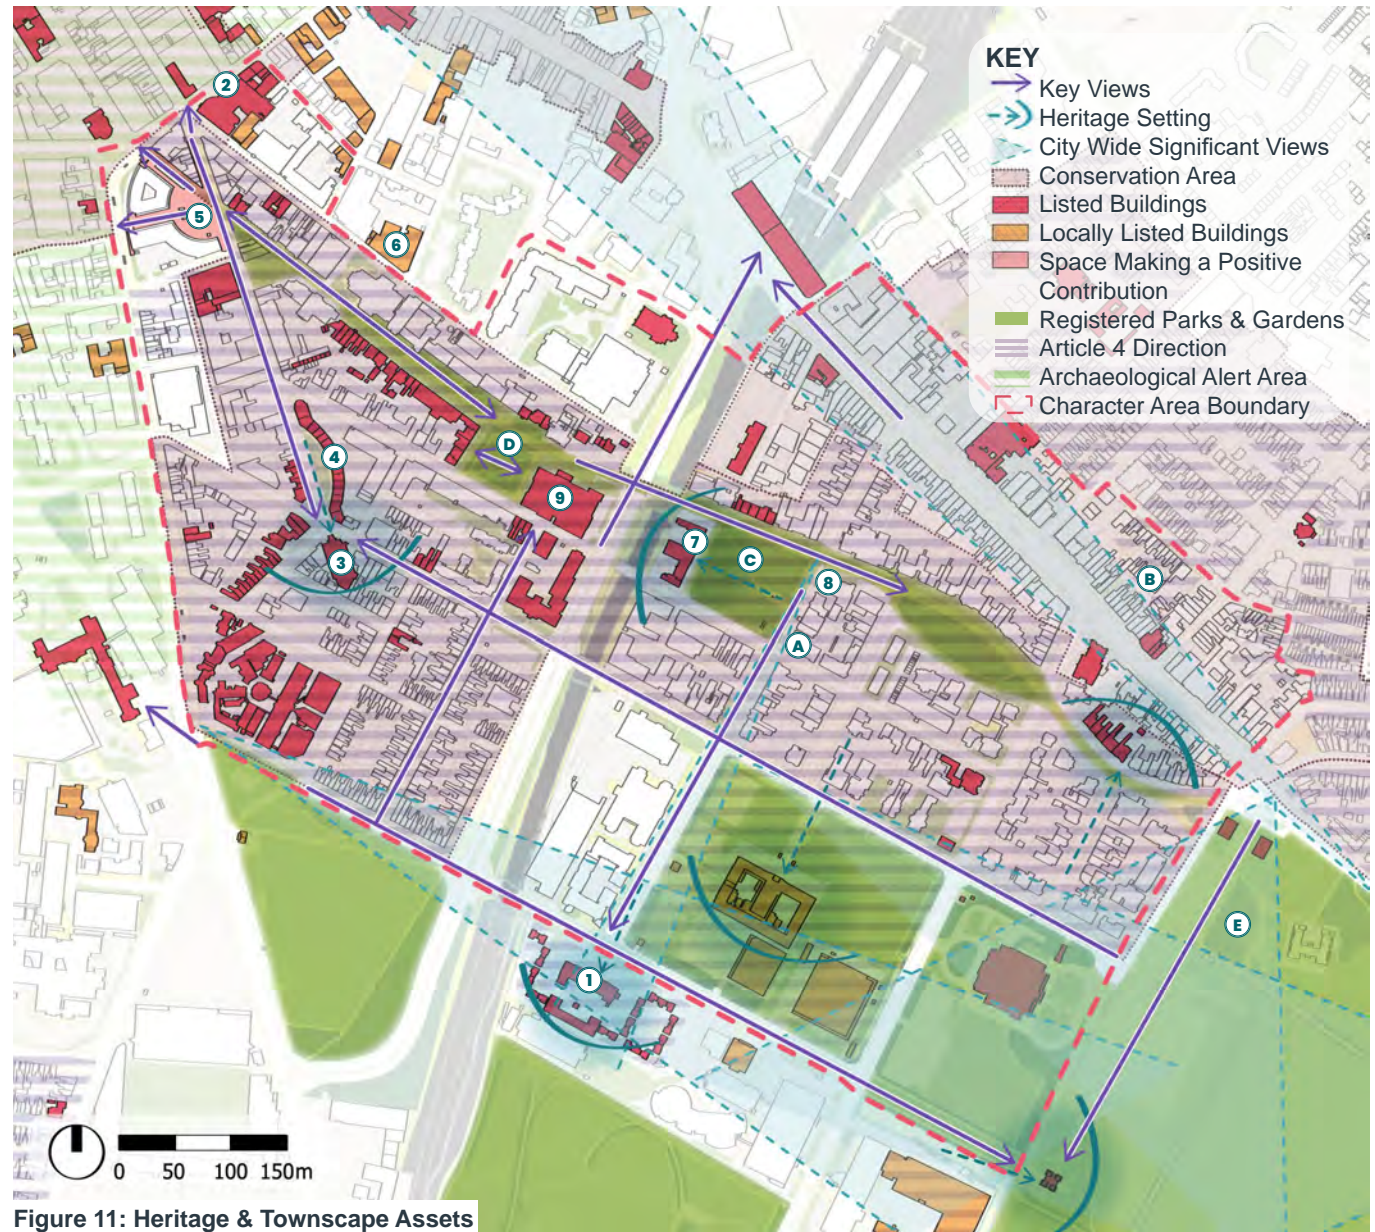 KEY
Key Views
Heritage Setting
City Wide Significant Views
Conservation Area
Listed Buildings
Locally Listed Buildings
Space Making a Positive
Contribution
Registered Parks & Gardens
Article 4 Direction
Archaeological Alert Area
Character Area Boundary
2
5
6
4
D
9
3
7
C
8
B
A
E
1
0 50 100 150m
Figure 11: Heritage & Townscape Assets